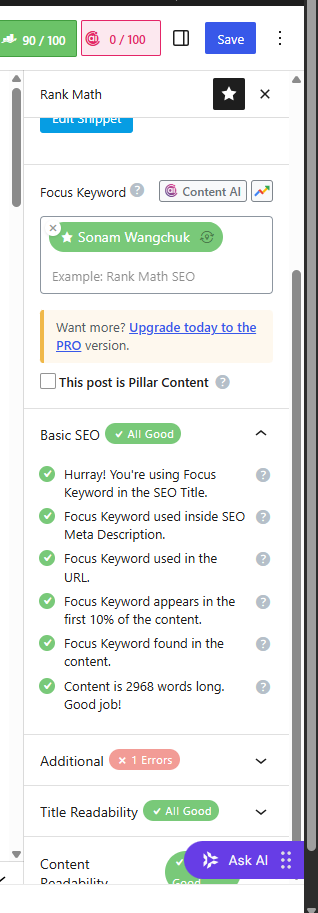 90 / 100
0 / 100
Save
Rank Math
Edit Snippet
Focus Keyword
Content AI
Sonam Wangchuk
Example: Rank Math SEO
Want more? Upgrade today to the
PRO version.
This post is Pillar Content
Basic SEO All Good
Hurray! You're using Focus
Keyword in the SEO Title.
Focus Keyword used inside SEO
Meta Description.
Focus Keyword used in the
URL.
Focus Keyword appears in the
first 10% of the content.
Focus Keyword found in the
content.
Content is 2968 words long.
Good job!
Additional × 1 Errors
Title Readability All Good
Ask AI
Content
Readability
Good